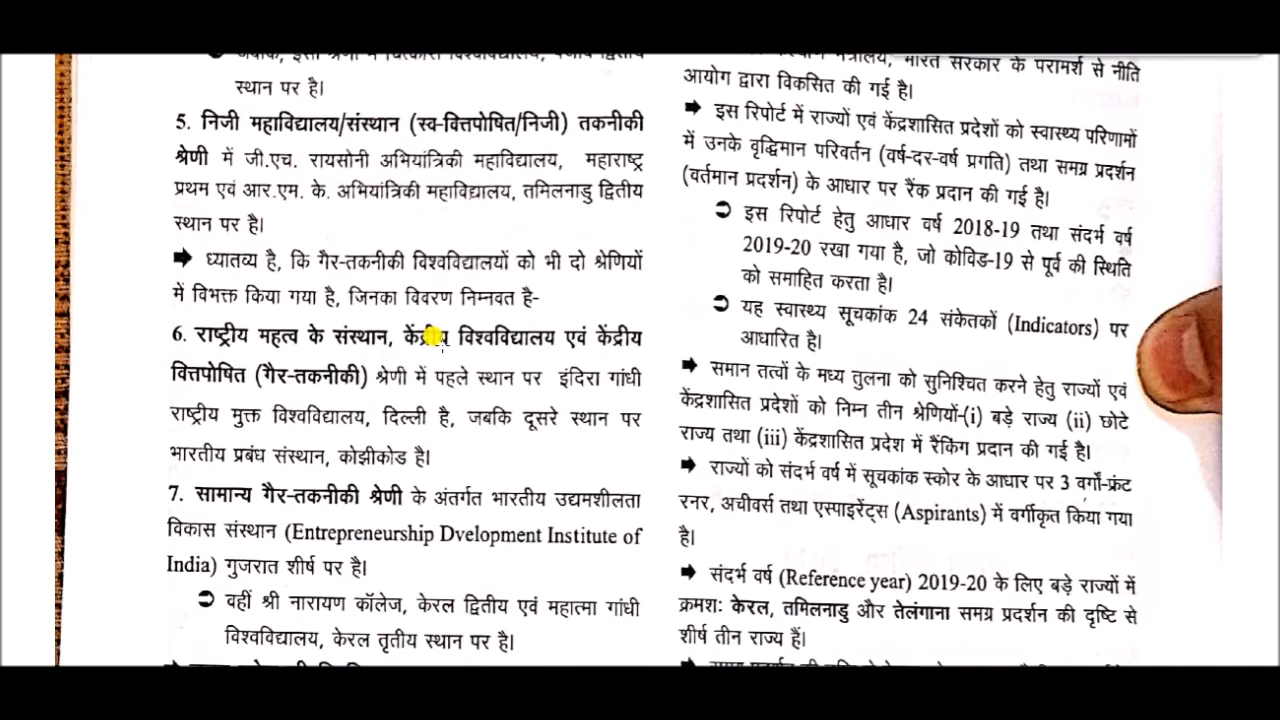 स्थान पर है।
5. निजी महाविद्यालय/संस्थान (स्व-वित्तपोषित/निजी) तकनीकी
श्रेणी में जी.एच. रायसोनी अभियांत्रिकी महाविद्यालय, महाराष्ट्र
प्रथम एवं आर.एम. के. अभियांत्रिकी महाविद्यालय, तमिलनाडु द्वितीय
स्थान पर है।
➡ ध्यातव्य है, कि गैर-तकनीकी विश्वविद्यालयों को भी दो श्रेणियों
में विभक्त किया गया है, जिनका विवरण निम्नवत है-
6. राष्ट्रीय महत्व के संस्थान, केंद्रीय विश्वविद्यालय एवं केंद्रीय
वित्तपोषित (गैर-तकनीकी) श्रेणी में पहले स्थान पर इंदिरा गांधी
राष्ट्रीय मुक्त विश्वविद्यालय, दिल्ली है, जबकि दूसरे स्थान पर
भारतीय प्रबंध संस्थान, कोझीकोड है।
7. सामान्य गैर-तकनीकी श्रेणी के अंतर्गत भारतीय उद्यमशीलता
विकास संस्थान (Entrepreneurship Dvelopment Institute of
India) गुजरात शीर्ष पर है।
➲ वहीं श्री नारायण कॉलेज, केरल द्वितीय एवं महात्मा गांधी
विश्वविद्यालय, केरल तृतीय स्थान पर है।
मंत्रालय, भारत सरकार के परामर्श से नीति
आयोग द्वारा विकसित की गई है।
➡ इस रिपोर्ट में राज्यों एवं केंद्रशासित प्रदेशों को स्वास्थ्य परिणामों
में उनके वृद्धिमान परिवर्तन (वर्ष-दर-वर्ष प्रगति) तथा समग्र प्रदर्शन
(वर्तमान प्रदर्शन) के आधार पर रैंक प्रदान की गई है।
➲ इस रिपोर्ट हेतु आधार वर्ष 2018-19 तथा संदर्भ वर्ष
2019-20 रखा गया है, जो कोविड-19 से पूर्व की स्थिति
को समाहित करता है।
➲ यह स्वास्थ्य सूचकांक 24 संकेतकों (Indicators) पर
आधारित है।
➡ समान तत्वों के मध्य तुलना को सुनिश्चित करने हेतु राज्यों एवं
केंद्रशासित प्रदेशों को निम्न तीन श्रेणियों-(i) बड़े राज्य (ii) छोटे
राज्य तथा (iii) केंद्रशासित प्रदेश में रैंकिंग प्रदान की गई है।
➡ राज्यों को संदर्भ वर्ष में सूचकांक स्कोर के आधार पर 3 वर्गों-फ्रंट
रनर, अचीवर्स तथा एस्पाइरेंट्स (Aspirants) में वर्गीकृत किया गया
है।
➡ संदर्भ वर्ष (Reference year) 2019-20 के लिए बड़े राज्यों में
क्रमशः केरल, तमिलनाडु और तेलंगाना समग्र प्रदर्शन की दृष्टि से
शीर्ष तीन राज्य हैं।